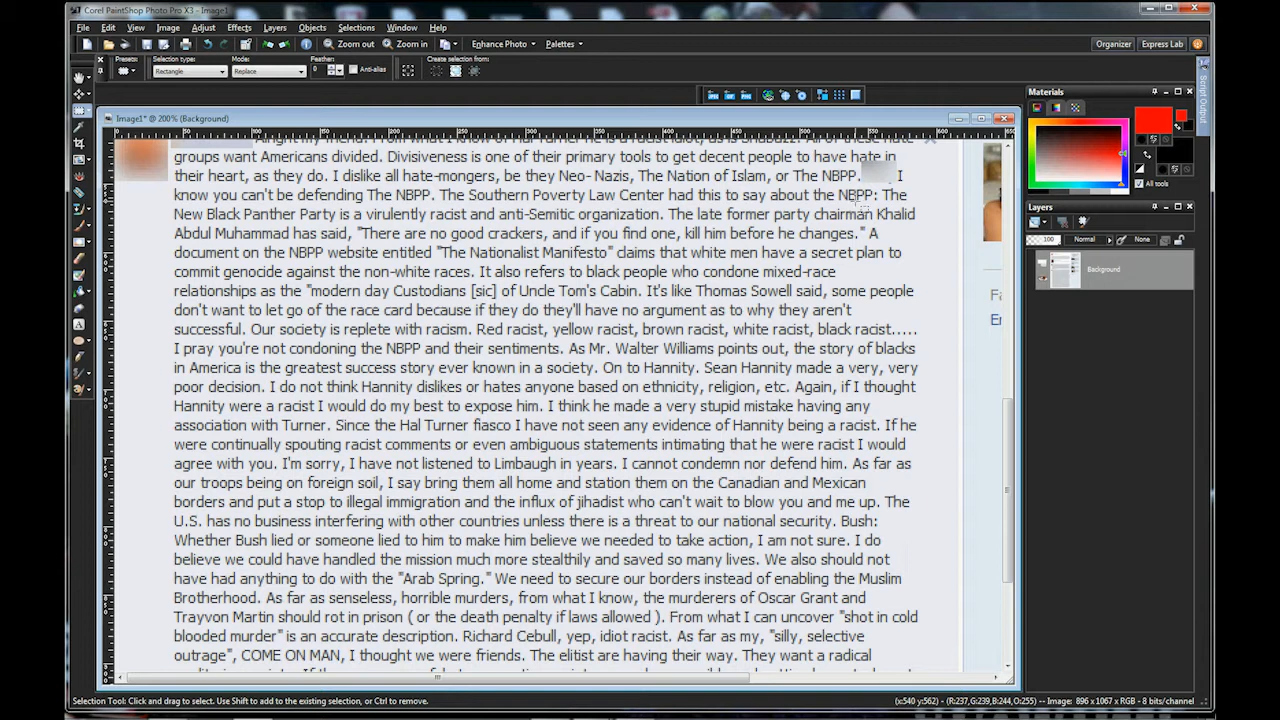 Corel PaintShop Photo Pro X3 - Image1
File Edit View Image Adjust Effects Layers Objects Selections Window Help
Zoom out Zoom in Enhance Photo Palettes Organizer Express Lab
Presets: Selection type: Mode: Feather: Create selection from:
Rectangle Replace 0 Anti-alias
Script Output
Materials
All tools
Layers
100 Normal None
Background
Image1* @ 200% (Background)
groups want Americans divided. Divisiveness is one of their primary tools to get decent people to have hate in
their heart, as they do. I dislike all hate-mongers, be they Neo- Nazis, The Nation of Islam, or The NBPP. I
know you can't be defending The NBPP. The Southern Poverty Law Center had this to say about the NBPP: The
New Black Panther Party is a virulently racist and anti-Semitic organization. The late former party chairman Khalid
Abdul Muhammad has said, "There are no good crackers, and if you find one, kill him before he changes." A
document on the NBPP website entitled "The Nationalist Manifesto" claims that white men have a secret plan to
commit genocide against the non-white races. It also refers to black people who condone mixed-race
relationships as the "modern day Custodians [sic] of Uncle Tom's Cabin. It's like Thomas Sowell said, some people
don't want to let go of the race card because if they do they'll have no argument as to why they aren't
successful. Our society is replete with racism. Red racist, yellow racist, brown racist, white racist, black racist.....
I pray you're not condoning the NBPP and their sentiments. As Mr. Walter Williams points out, the story of blacks
in America is the greatest success story ever known in a society. On to Hannity. Sean Hannity made a very, very
poor decision. I do not think Hannity dislikes or hates anyone based on ethnicity, religion, etc. Again, if I thought
Hannity were a racist I would do my best to expose him. I think he made a very stupid mistake having any
association with Turner. Since the Hal Turner fiasco I have not seen any evidence of Hannity being a racist. If he
were continually spouting racist comments or even ambiguous statements intimating that he were racist I would
agree with you. I'm sorry, I have not listened to Limbaugh in years. I cannot condemn nor defend him. As far as
our troops being on foreign soil, I say bring them all home and station them on the Canadian and Mexican
borders and put a stop to illegal immigration and the influx of jihadist who can't wait to blow you and me up. The
U.S. has no business interfering with other countries unless there is a threat to our national security. Bush:
Whether Bush lied or someone lied to him to make him believe we needed to take action, I am not sure. I do
believe we could have handled the mission much more stealthily and saved so many lives. We also should not
have had anything to do with the "Arab Spring." We need to secure our borders instead of enabling the Muslim
Brotherhood. As far as senseless, horrible murders, from what I know, the murderers of Oscar Grant and
Trayvon Martin should rot in prison ( or the death penalty if laws allowed ). From what I can uncover "shot in cold
blooded murder" is an accurate description. Richard Cebull, yep, idiot racist. As far as my, "silly, selective
outrage", COME ON MAN, I thought we were friends. The elitist are having their way. They want a radical
Selection Tool: Click and drag to select. Use Shift to add to the existing selection, or Ctrl to remove.
(x:540 y:562) - (R:237,G:239,B:244,O:255) -- Image: 896 x 1067 x RGB - 8 bits/channel